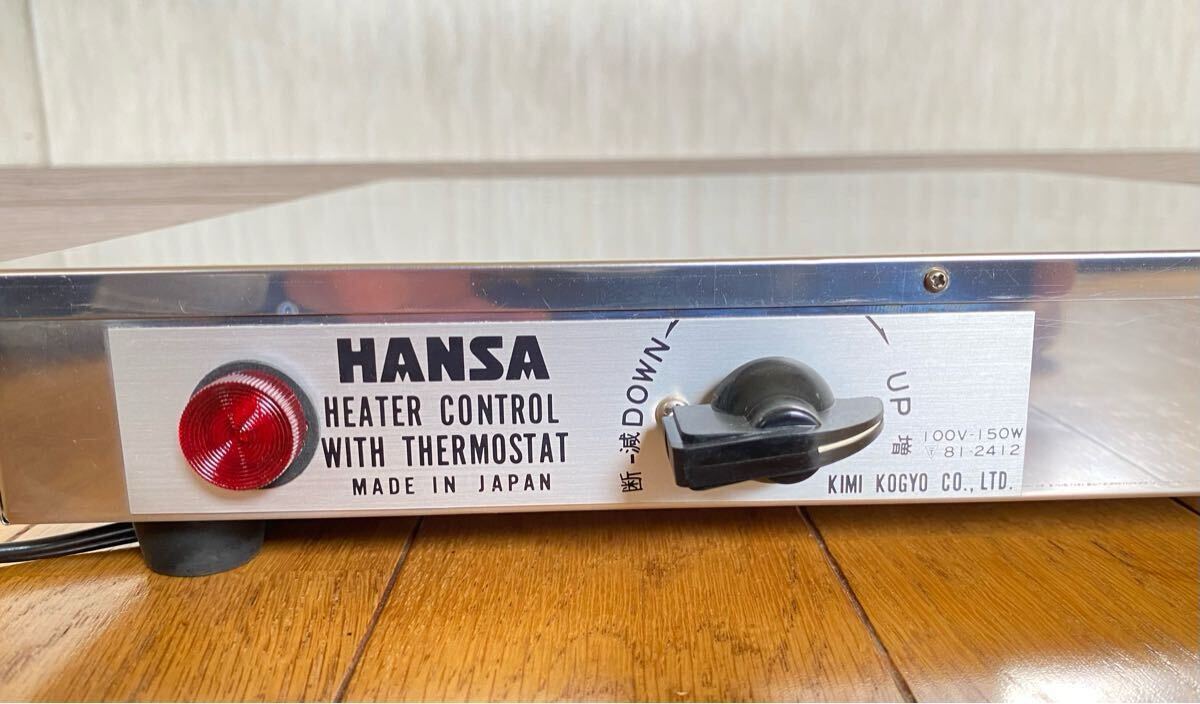 HANSA
HEATER CONTROL
WITH THERMOSTAT
MADE IN JAPAN
断-減DOWN
UP 増
100V-150W
〒81-2412
KIMI KOGYO CO., LTD.